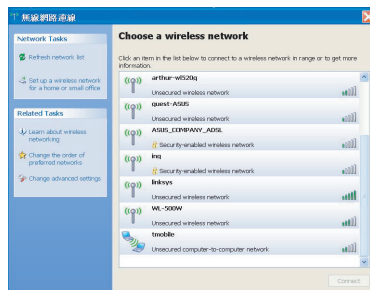 無線網路連線
Network Tasks
Refresh network list
Set up a wireless network
for a home or small office
Related Tasks
Learn about wireless
networking
Change the order of
preferred networks
Change advanced settings
Choose a wireless network
Click an item in the list below to connect to a wireless network in range or to get more
information.
arthur-wl520g
Unsecured wireless network
guest-ASUS
Unsecured wireless network
ASUS_COMPANY_ADSL
Security-enabled wireless network
inq
Security-enabled wireless network
linksys
Unsecured wireless network
WL-500W
Unsecured wireless network
tmobile
Unsecured computer-to-computer network
Connect